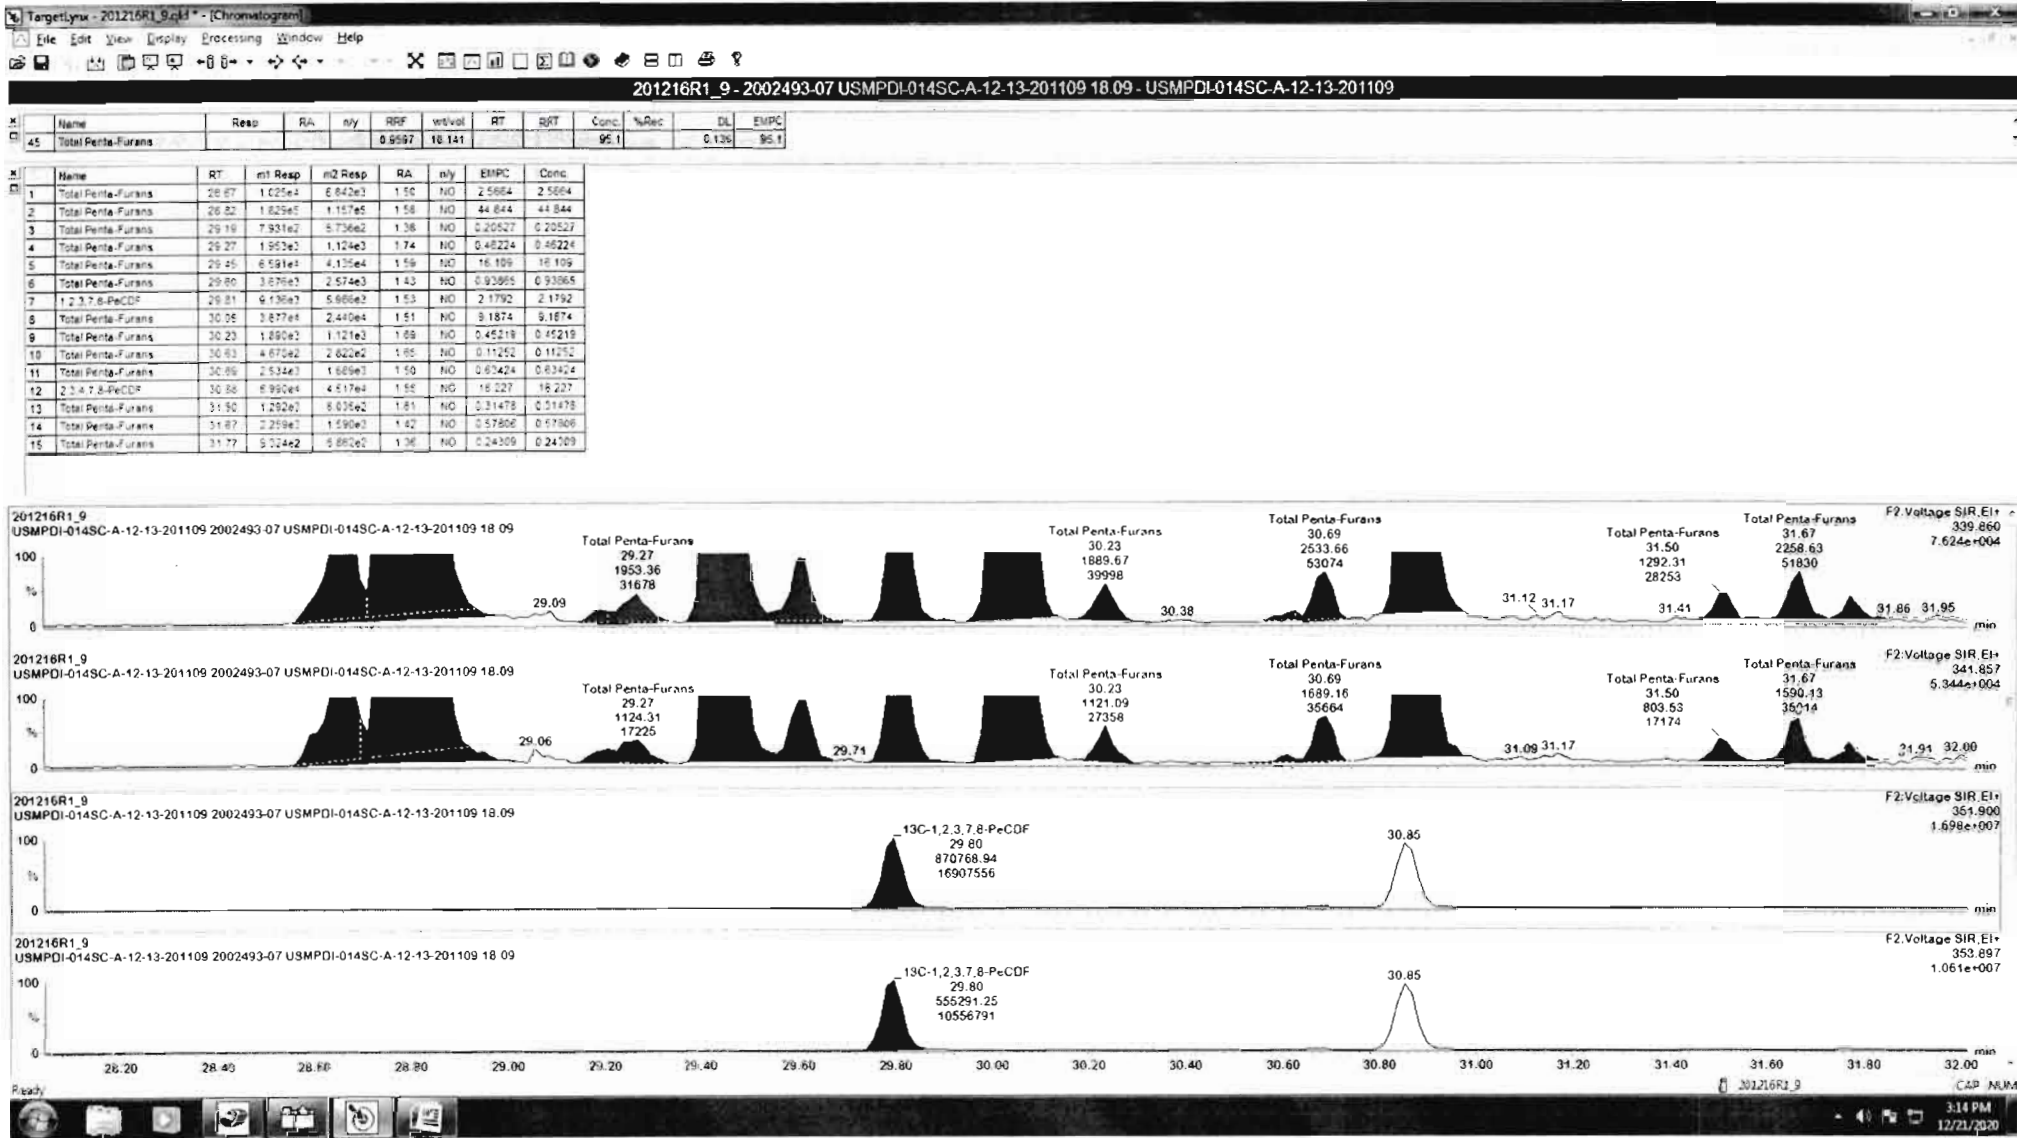 TargetLynx - 201216R1_9.qld * - [Chromatogram]
File Edit View Display Processing Window Help
201216R1_9 - 2002493-07 USMPDI-014SC-A-12-13-201109 18.09 - USMPDI-014SC-A-12-13-201109
Name Resp RA n/y RRF wt/vol RT RRT Conc. %Rec DL EMPC
45 Total Penta-Furans 95.1 95.1
Name RT m1 Resp m2 Resp RA n/y EMPC Conc.
1 Total Penta-Furans 1.025e4 6.842e3 1.50 NO 2.5664 2.5664
2 Total Penta-Furans 1.829e5 1.157e5 1.58 NO 44.844 44.844
3 Total Penta-Furans 29.19 7.931e2 5.736e2 1.38 NO 0.20527 0.20527
4 Total Penta-Furans 29.27 1.953e3 1.124e3 1.74 NO 0.46224 0.46224
5 Total Penta-Furans 29.45 6.591e4 4.135e4 1.59 NO 16.109 16.109
6 Total Penta-Furans 29.60 3.676e3 2.574e3 1.43 NO 0.93865 0.93865
7 1,2,3,7,8-PeCDF 29.81 9.136e3 1.53 NO 2.1792 2.1792
8 Total Penta-Furans 3.677e4 2.440e4 1.51 NO 9.1874 9.1874
9 Total Penta-Furans 30.23 1.890e3 1.121e3 1.69 NO 0.45219 0.45219
10 Total Penta-Furans 30.63 2.822e2 NO 0.11252 0.11252
11 Total Penta-Furans 30.69 2.534e3 1.689e3 1.50 NO 0.63424 0.63424
12 2,3,4,7,8-PeCDF 30.88 6.990e4 4.517e4 1.55 NO 18.227 18.227
13 Total Penta-Furans 31.50 1.292e3 8.035e2 1.61 NO 0.31478 0.31478
14 Total Penta-Furans 31.67 2.259e3 1.590e3 1.42 NO 0.57806 0.57806
15 Total Penta-Furans 31.77 NO 0.24309 0.24309
201216R1_9
USMPDI-014SC-A-12-13-201109 2002493-07 USMPDI-014SC-A-12-13-201109 18.09
F2:Voltage SIR,EI+
339.860
7.624e+004
100
%
0
Total Penta-Furans
29.27
1953.36
31678
29.09
Total Penta-Furans
30.23
1889.67
39998
30.38
Total Penta-Furans
30.69
2533.66
53074
31.12 31.17
31.41
Total Penta-Furans
31.50
1292.31
28253
Total Penta-Furans
31.67
2258.63
51830
31.86 31.95
min
201216R1_9
USMPDI-014SC-A-12-13-201109 2002493-07 USMPDI-014SC-A-12-13-201109 18.09
F2:Voltage SIR,EI+
341.857
5.344e+004
100
%
0
29.06
Total Penta-Furans
29.27
1124.31
17225
29.71
Total Penta-Furans
30.23
1121.09
27358
Total Penta-Furans
30.69
1689.16
35664
31.09 31.17
Total Penta-Furans
31.50
803.53
17174
Total Penta-Furans
31.67
1590.13
35014
31.91 32.00
min
201216R1_9
USMPDI-014SC-A-12-13-201109 2002493-07 USMPDI-014SC-A-12-13-201109 18.09
F2:Voltage SIR,EI+
351.900
1.698e+007
100
%
0
13C-1,2,3,7,8-PeCDF
29.80
870768.94
16907556
30.85
min
201216R1_9
USMPDI-014SC-A-12-13-201109 2002493-07 USMPDI-014SC-A-12-13-201109 18.09
F2:Voltage SIR,EI+
353.897
1.061e+007
100
%
0
13C-1,2,3,7,8-PeCDF
29.80
555291.25
10556791
30.85
min
28.20 28.40 28.60 28.80 29.00 29.20 29.40 29.60 29.80 30.00 30.20 30.40 30.60 30.80 31.00 31.20 31.40 31.60 31.80 32.00
Ready
201216R1_9
CAP NUM
3:14 PM
12/21/2020